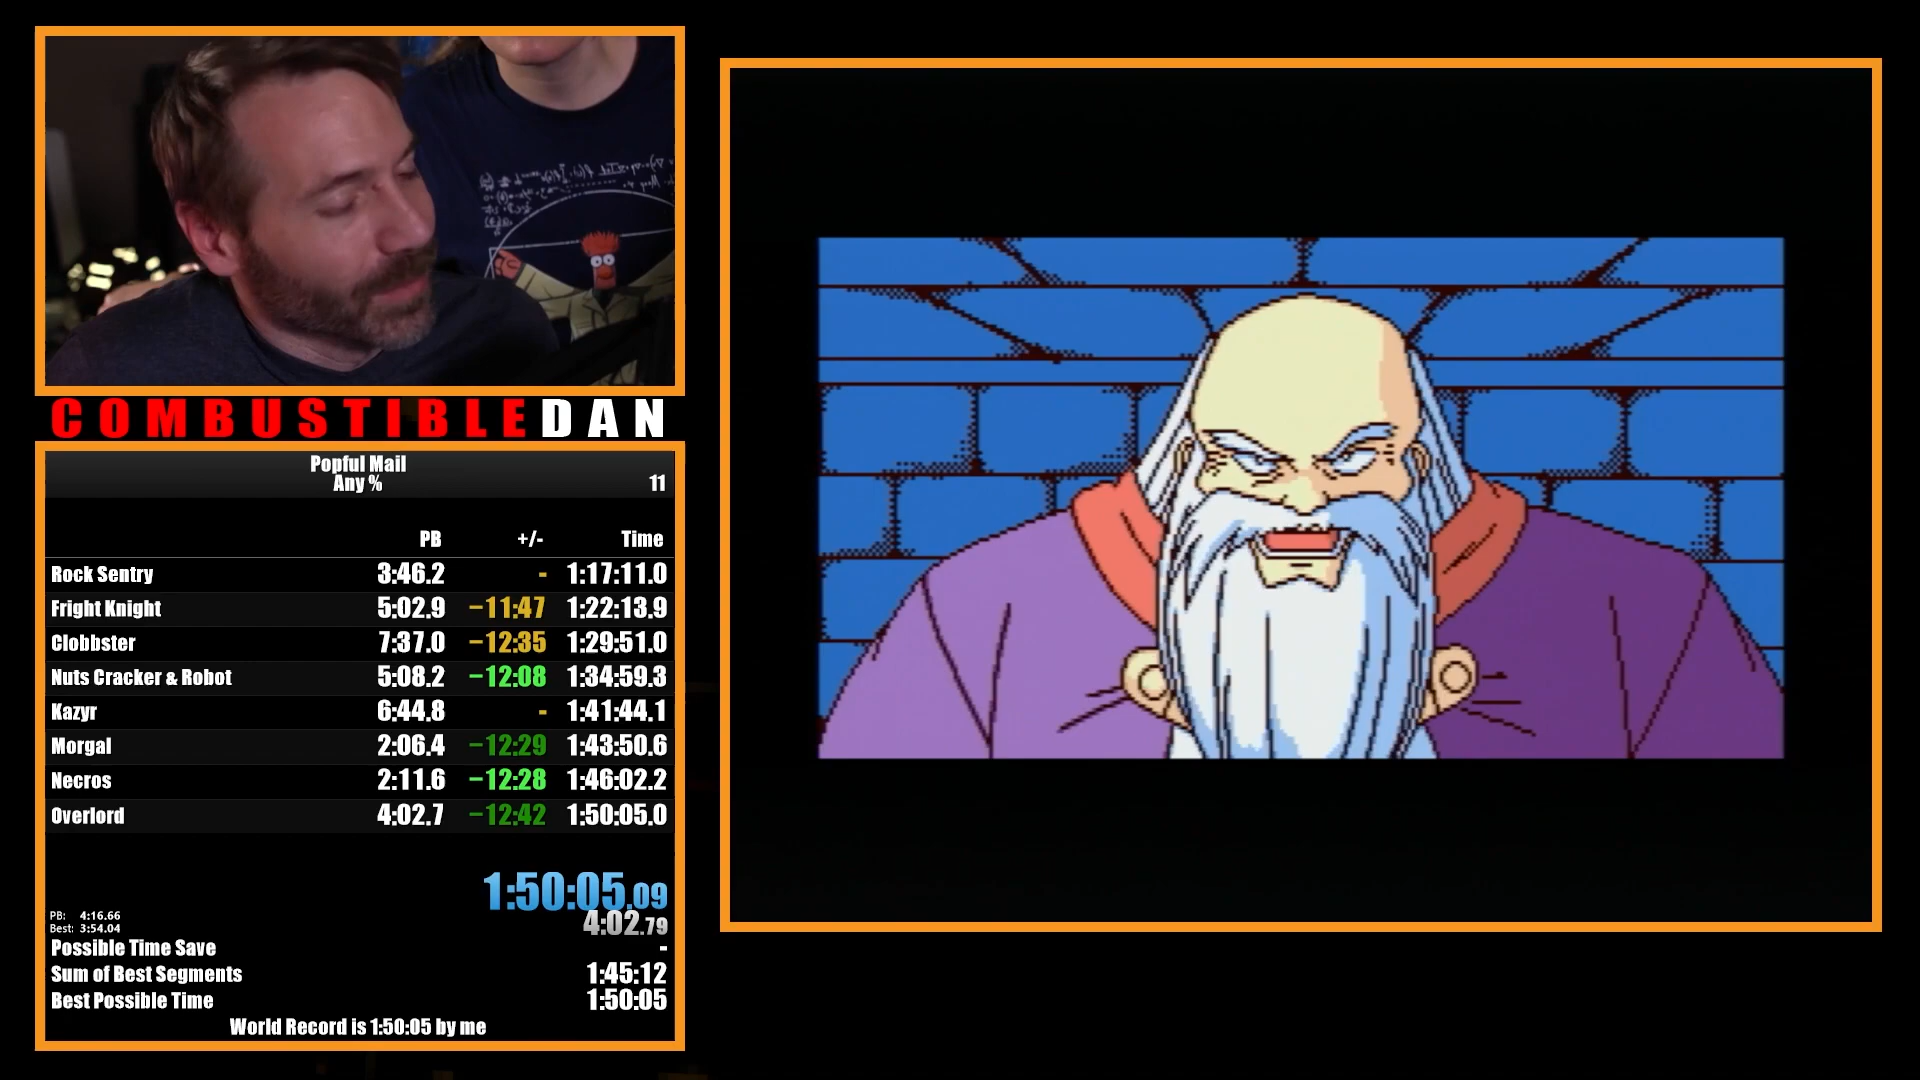 COMBUSTIBLEDAN
Popful Mail
Any %
11
PB +/- Time
Rock Sentry 3:46.2 - 1:17:11.0
Fright Knight 5:02.9 −11:47 1:22:13.9
Clobbster 7:37.0 −12:35 1:29:51.0
Nuts Cracker & Robot 5:08.2 −12:08 1:34:59.3
Kazyr 6:44.8 - 1:41:44.1
Morgal 2:06.4 −12:29 1:43:50.6
Necros 2:11.6 −12:28 1:46:02.2
Overlord 4:02.7 −12:42 1:50:05.0
1:50:05.09
PB: 4:16.66
Best: 3:54.04
4:02.79
Possible Time Save -
Sum of Best Segments 1:45:12
Best Possible Time 1:50:05
World Record is 1:50:05 by me